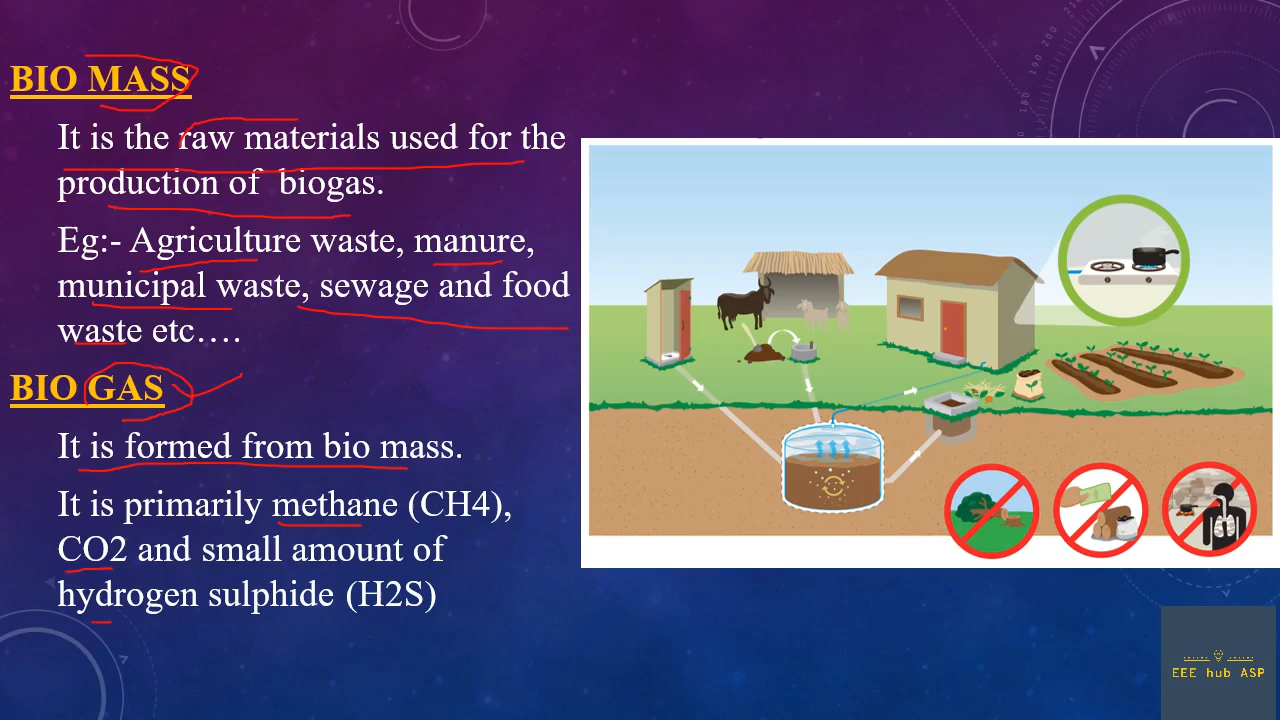 BIO MASS
It is the raw materials used for the
production of biogas.
Eg:- Agriculture waste, manure,
municipal waste, sewage and food
waste etc....
BIO GAS
It is formed from bio mass.
It is primarily methane (CH4),
CO2 and small amount of
hydrogen sulphide (H2S)
EEE hub ASP